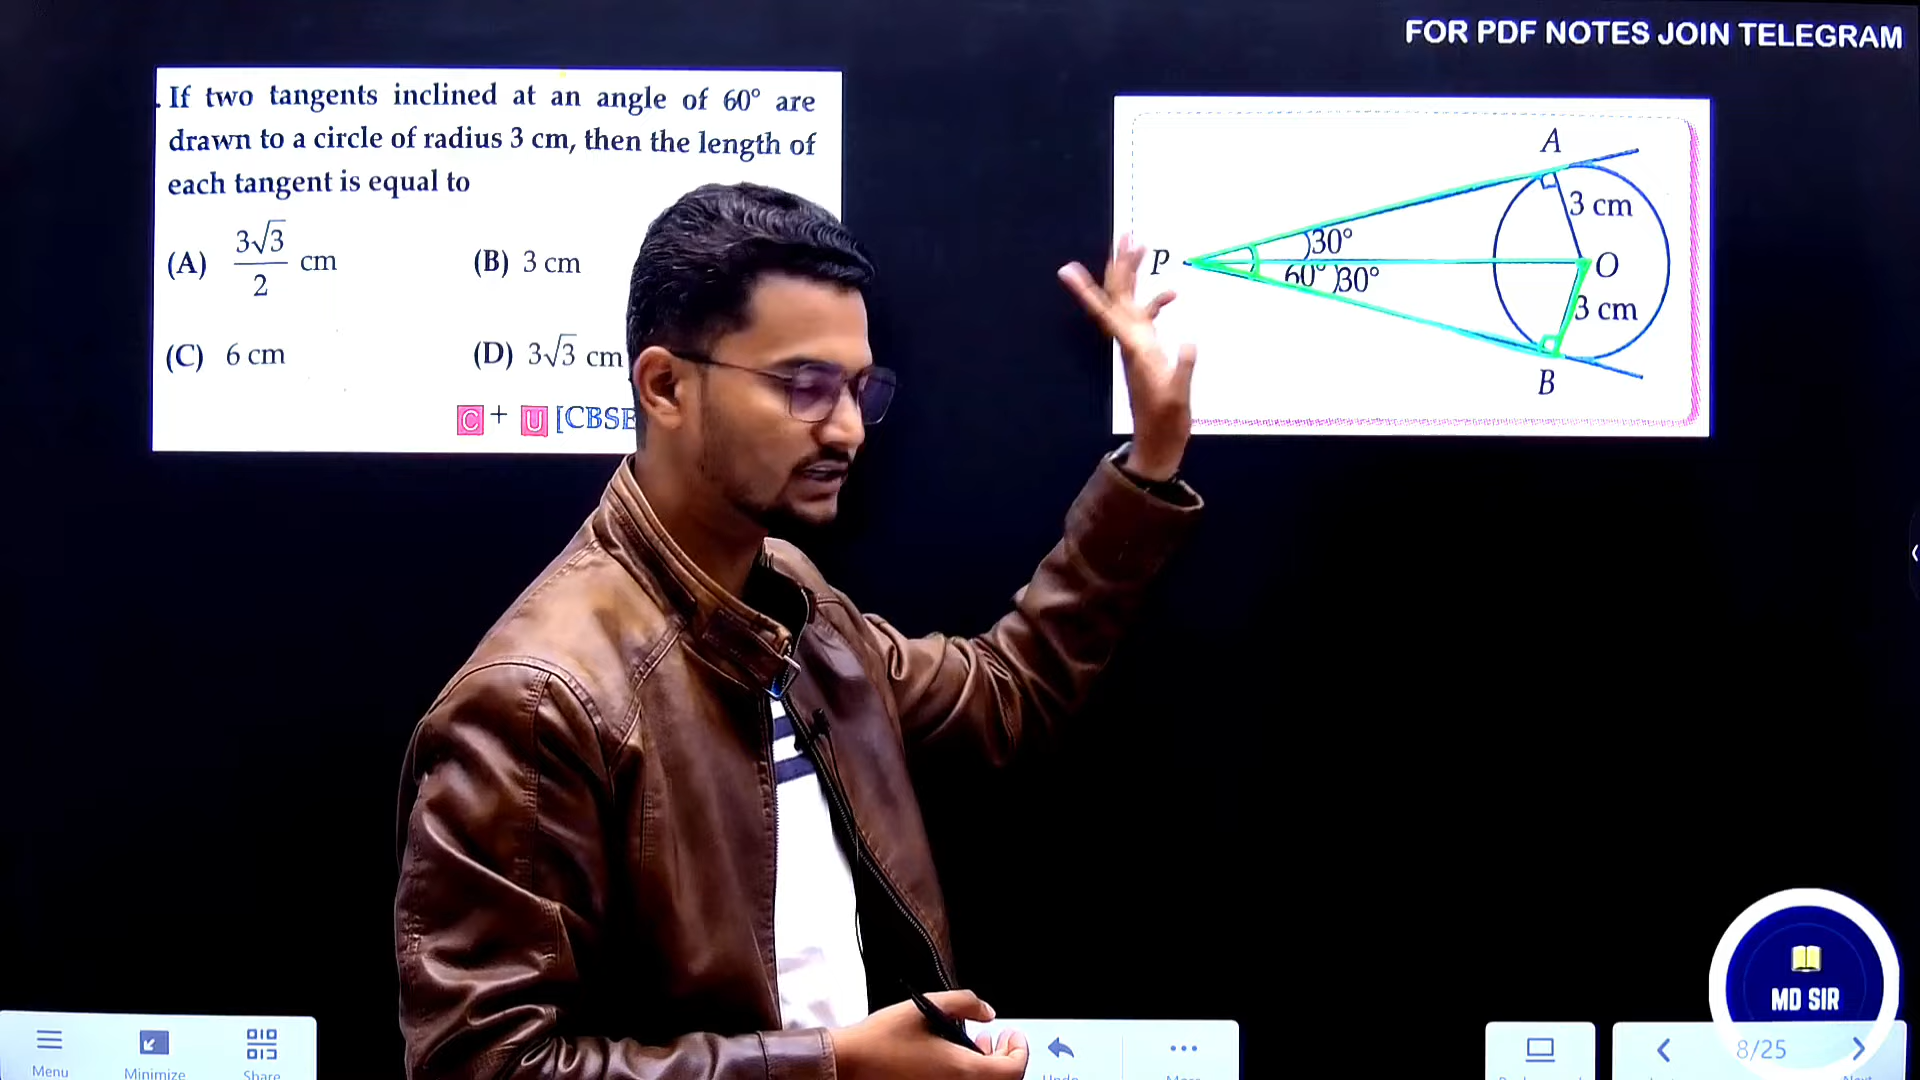 FOR PDF NOTES JOIN TELEGRAM
If two tangents inclined at an angle of 60° are
drawn to a circle of radius 3 cm, then the length of
each tangent is equal to
(A) 3√3/2 cm
(B) 3 cm
(C) 6 cm
(D) 3√3 cm
C + U [CBSE
A
3 cm
30°
P
O
60° 30°
3 cm
B
MD SIR
Menu
Minimize
Share
8/25